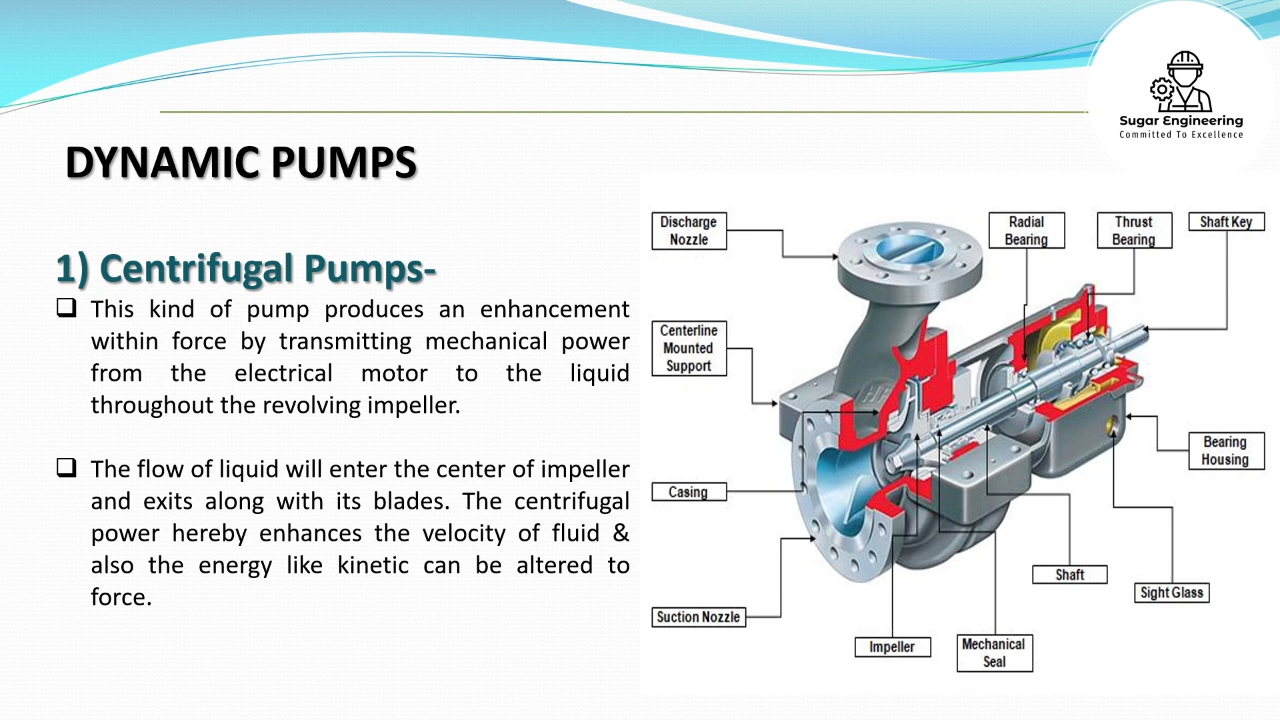 Sugar Engineering
Committed To Excellence
DYNAMIC PUMPS
1) Centrifugal Pumps-
❑ This kind of pump produces an enhancement
within force by transmitting mechanical power
from the electrical motor to the liquid
throughout the revolving impeller.
❑ The flow of liquid will enter the center of impeller
and exits along with its blades. The centrifugal
power hereby enhances the velocity of fluid &
also the energy like kinetic can be altered to
force.
Discharge
Nozzle
Radial
Bearing
Thrust
Bearing
Shaft Key
Centerline
Mounted
Support
Bearing
Housing
Casing
Shaft
Sight Glass
Suction Nozzle
Impeller
Mechanical
Seal